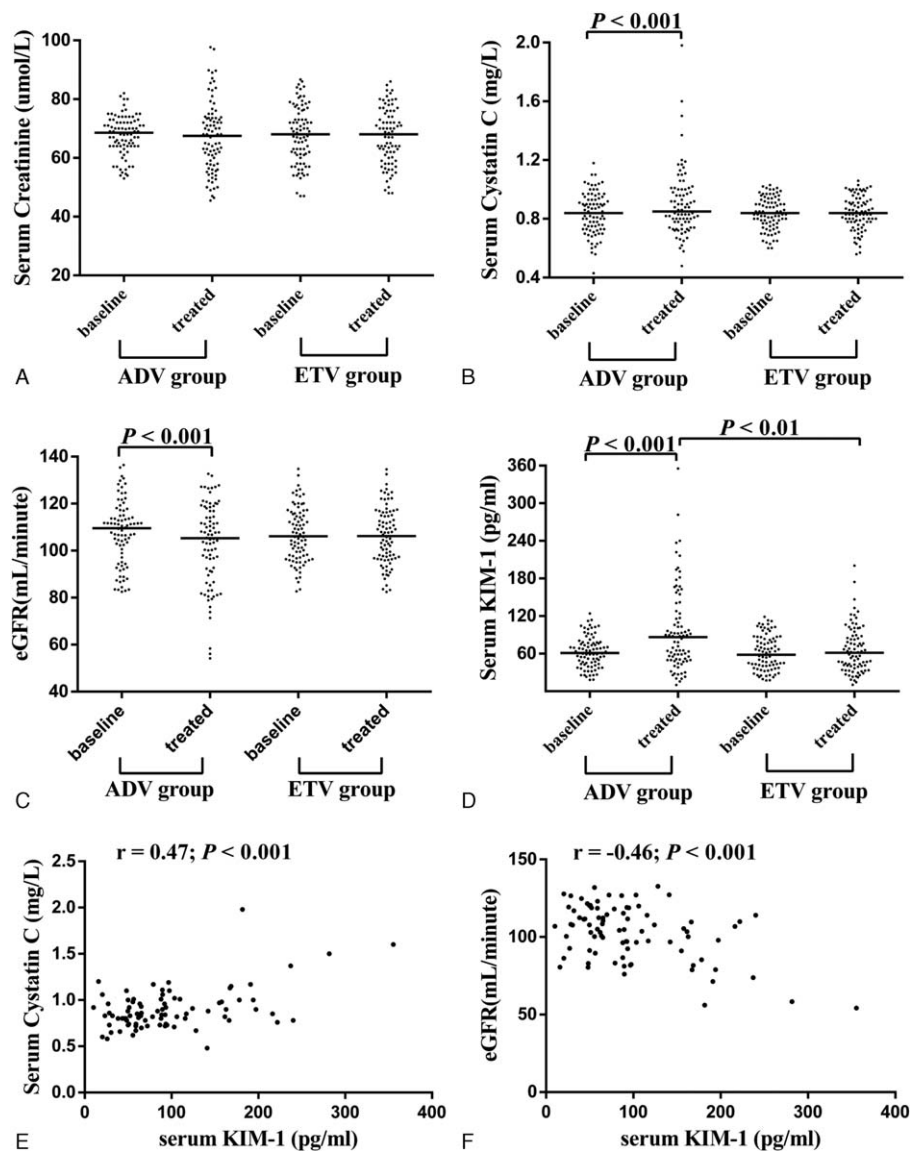 P < 0.001
100
80
60
40
20
Serum Creatinine (umol/L)
baseline
treated
baseline
treated
ADV group
ETV group
A
2.0
1.6
1.2
0.8
0.4
Serum Cystatin C (mg/L)
baseline
treated
baseline
treated
ADV group
ETV group
B
P < 0.001
140
120
100
80
60
40
eGFR(mL/minute)
baseline
treated
baseline
treated
ADV group
ETV group
C
P < 0.001
P < 0.01
360
300
240
180
120
60
Serum KIM-1 (pg/ml)
baseline
treated
baseline
treated
ADV group
ETV group
D
r = 0.47; P < 0.001
2.5
2.0
1.5
1.0
0.5
0.0
Serum Cystatin C (mg/L)
0
100
200
300
400
serum KIM-1 (pg/ml)
E
r = -0.46; P < 0.001
150
100
50
0
eGFR(mL/minute)
0
100
200
300
400
serum KIM-1 (pg/ml)
F